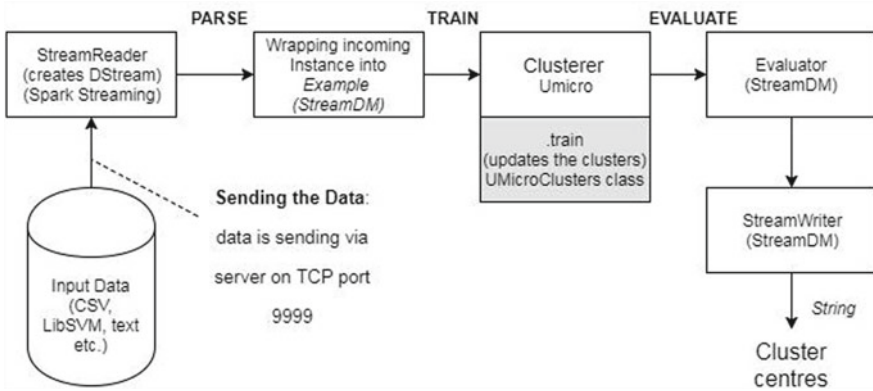 PARSE
TRAIN
EVALUATE
StreamReader
(creates DStream)
(Spark Streaming)
Wrapping incoming
Instance into
Example
(StreamDM)
Clusterer
Umicro
.train
(updates the clusters)
UMicroClusters class
Evaluator
(StreamDM)
StreamWriter
(StreamDM)
String
Cluster
centres
Sending the Data:
data is sending via
server on TCP port
9999
Input Data
(CSV,
LibSVM, text
etc.)